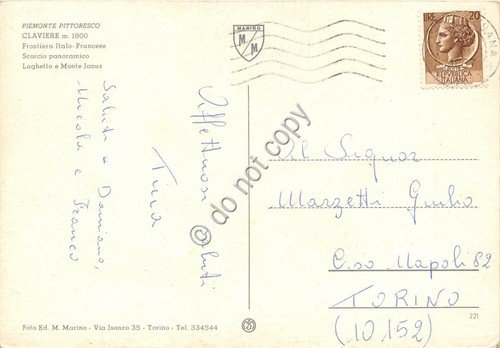 PIEMONTE PITTORESCO
CLAVIERE m. 1800
Frontiera Italo-Francese
Scorcio panoramico
Laghetto e Monte Janus
MARINO
M M
LIRE 20
REPUBBLICA
ITALIANA
Affettuosi Saluti
Tina
Saluti a Damiano,
Nicola e Franco
Al Signor
Marzetti Giulio
C.so Napoli 82
TORINO
(10152)
221
Foto Ed. M. Marino - Via Isonzo 35 - Torino - Tel. 334544
do not copy